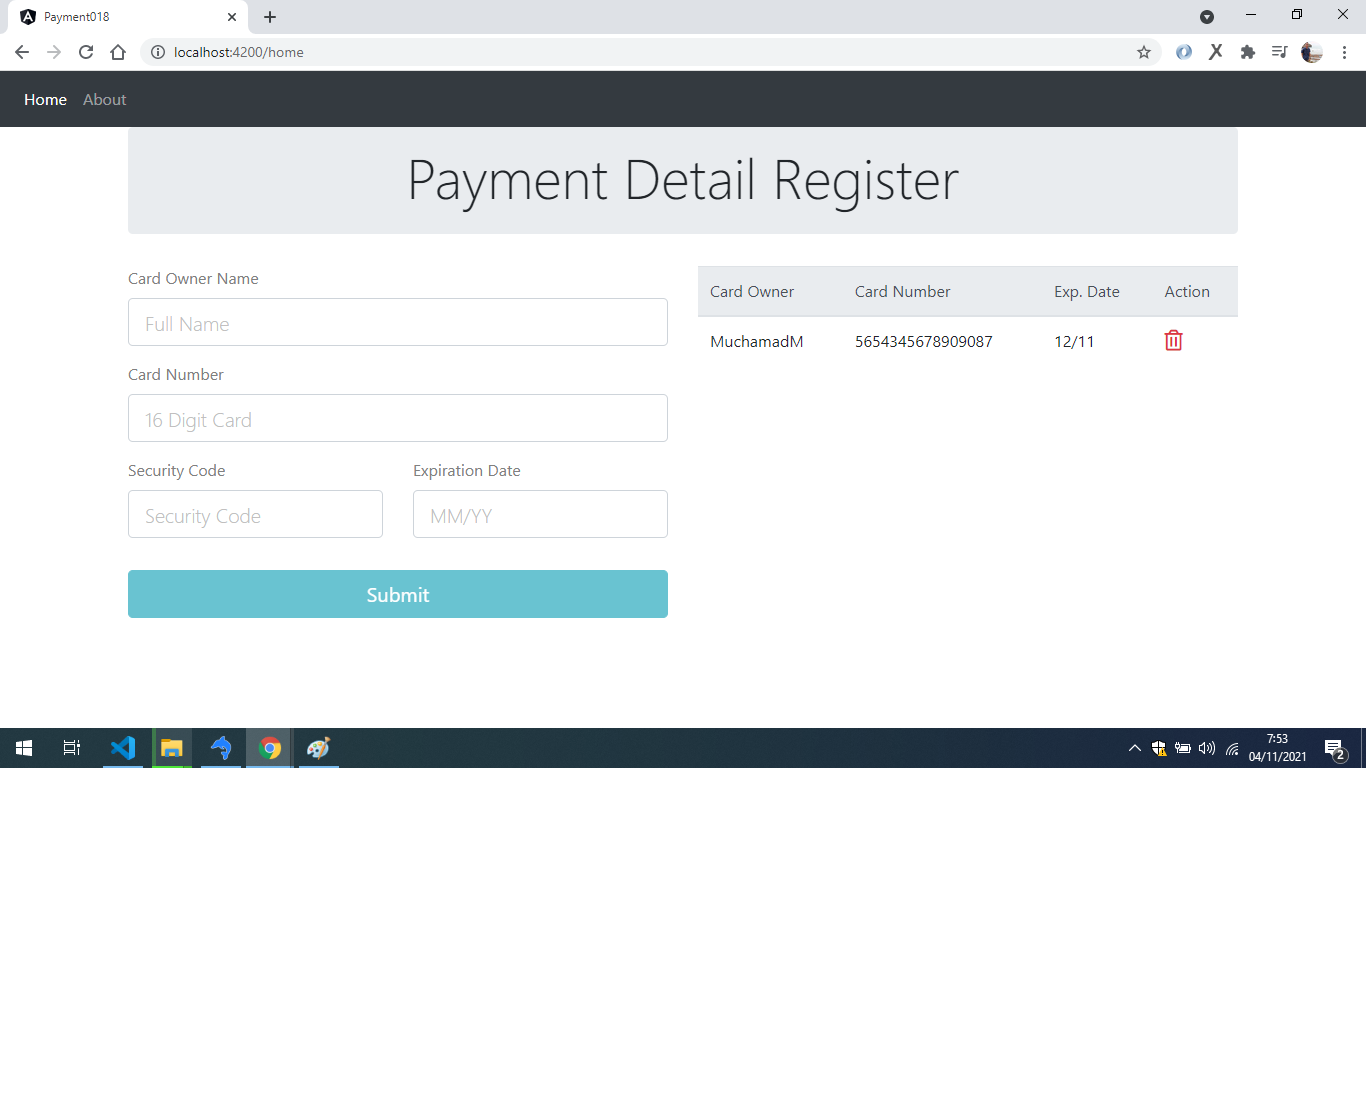 Payment018
localhost:4200/home
Home About
Payment Detail Register
Card Owner Name
Full Name
Card Number
16 Digit Card
Security Code Expiration Date
Security Code MM/YY
Submit
Card Owner Card Number Exp. Date Action
MuchamadM 5654345678909087 12/11
7:53
04/11/2021
2